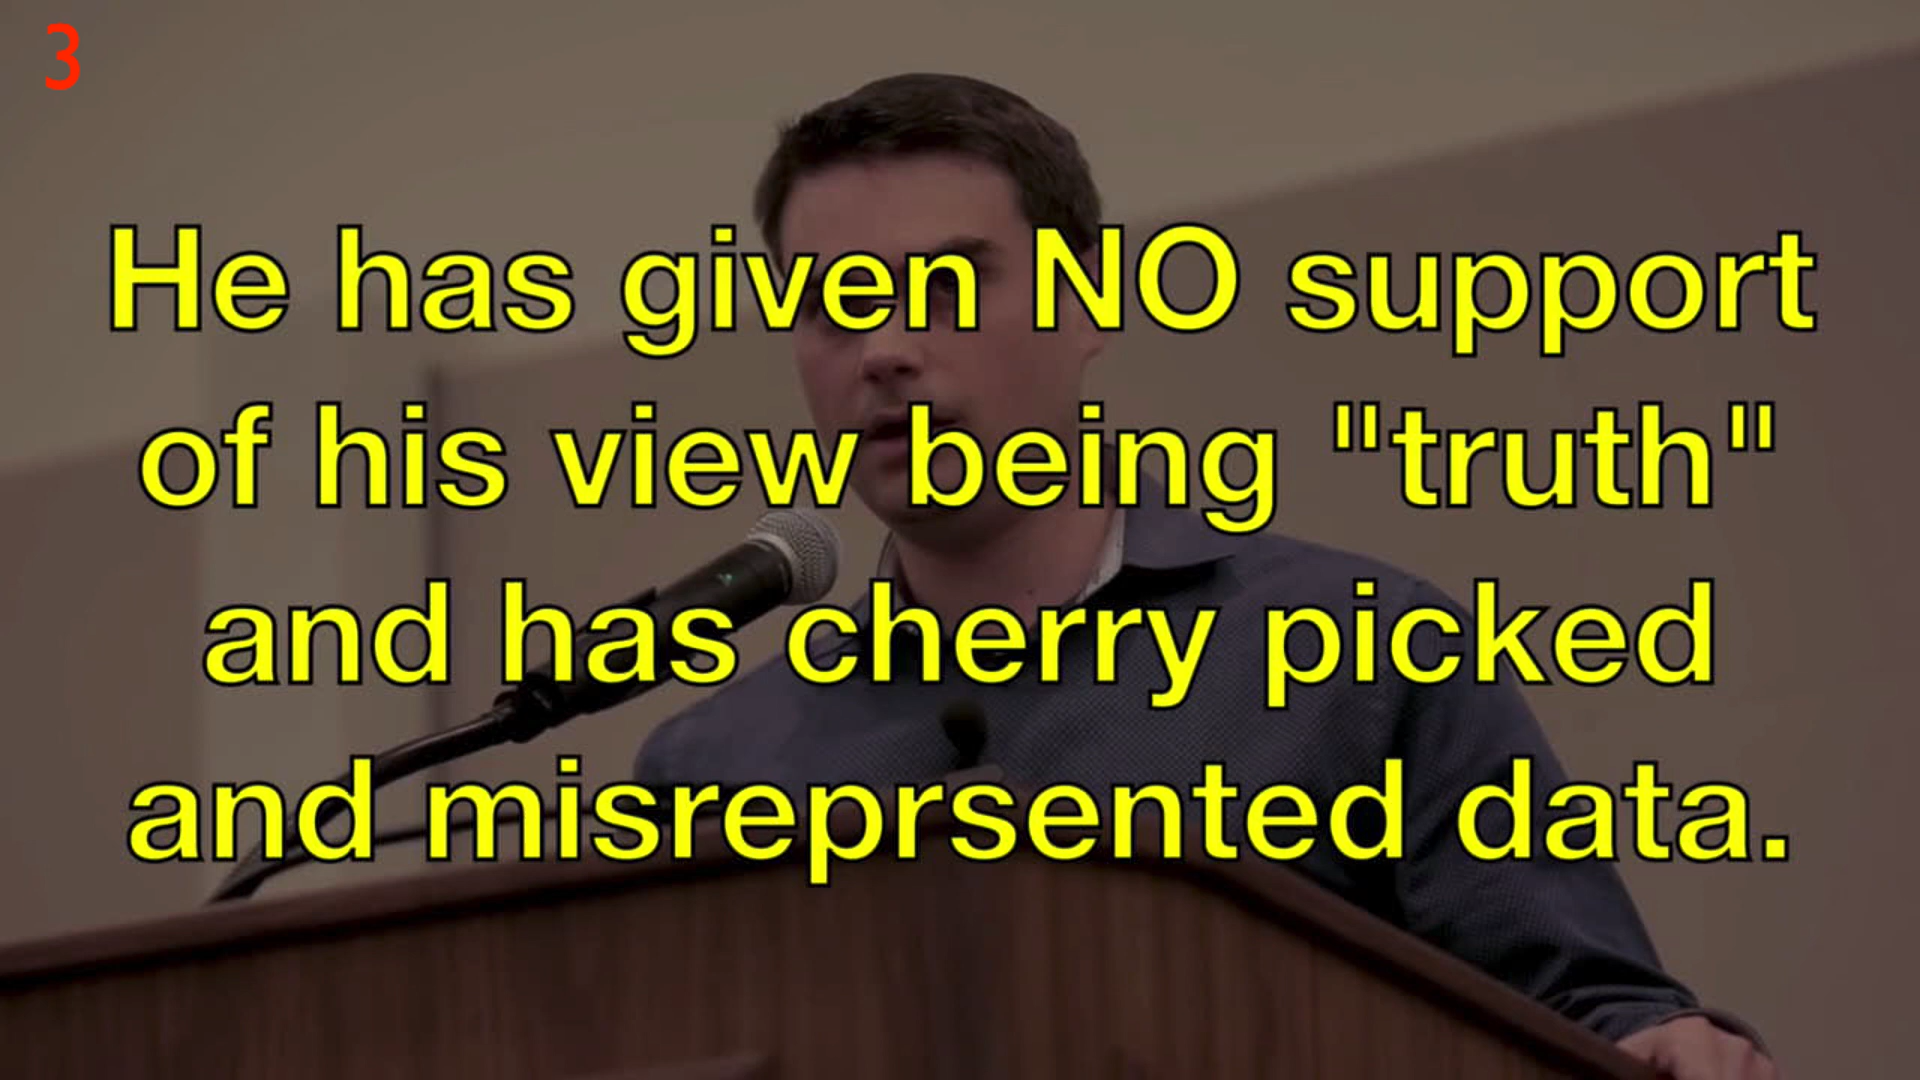 3
He has given NO support
of his view being "truth"
and has cherry picked
and misreprsented data.